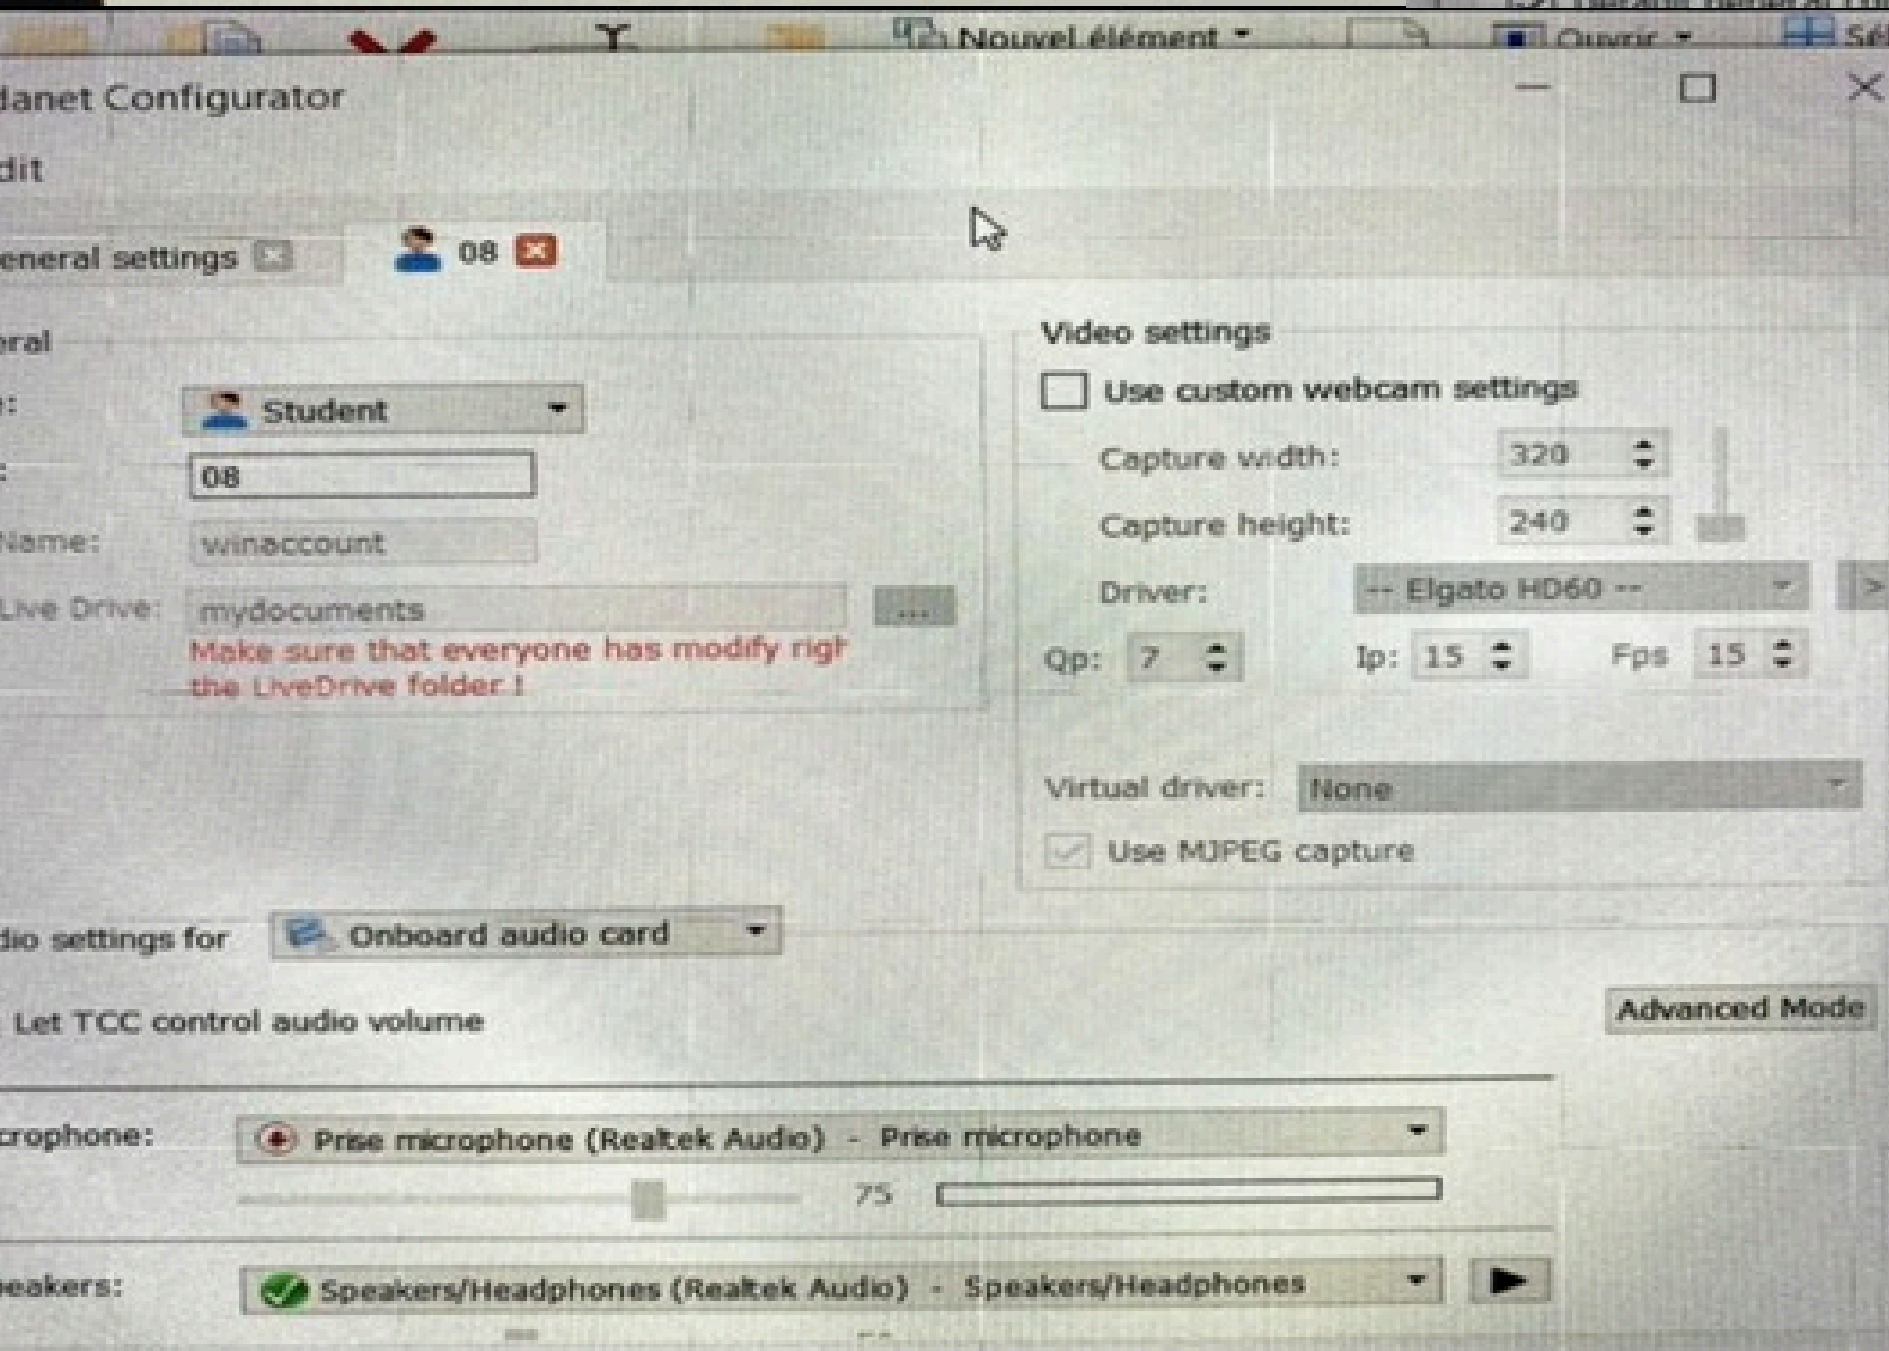 Nouvel élément
Ouvrir
Sél
danet Configurator
dit
eneral settings
08
eral
Video settings
Use custom webcam settings
e:
Student
:
08
Capture width:
320
Capture height:
240
Name:
winaccount
Driver:
-- Elgato HD60 --
>
Live Drive:
mydocuments
...
Make sure that everyone has modify righ
the LiveDrive folder !
Qp:
7
Ip:
15
Fps
15
Virtual driver:
None
Use MJPEG capture
dio settings for
Onboard audio card
Let TCC control audio volume
Advanced Mode
crophone:
Prise microphone (Realtek Audio) - Prise microphone
75
peakers:
Speakers/Headphones (Realtek Audio) - Speakers/Headphones